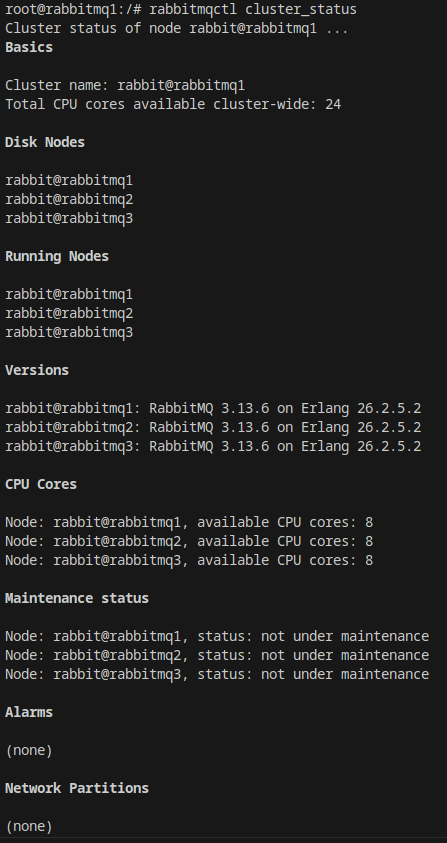 root@rabbitmq1:/# rabbitmqctl cluster_status
Cluster status of node rabbit@rabbitmq1 ...
Basics
Cluster name: rabbit@rabbitmq1
Total CPU cores available cluster-wide: 24
Disk Nodes
rabbit@rabbitmq1
rabbit@rabbitmq2
rabbit@rabbitmq3
Running Nodes
rabbit@rabbitmq1
rabbit@rabbitmq2
rabbit@rabbitmq3
Versions
rabbit@rabbitmq1: RabbitMQ 3.13.6 on Erlang 26.2.5.2
rabbit@rabbitmq2: RabbitMQ 3.13.6 on Erlang 26.2.5.2
rabbit@rabbitmq3: RabbitMQ 3.13.6 on Erlang 26.2.5.2
CPU Cores
Node: rabbit@rabbitmq1, available CPU cores: 8
Node: rabbit@rabbitmq2, available CPU cores: 8
Node: rabbit@rabbitmq3, available CPU cores: 8
Maintenance status
Node: rabbit@rabbitmq1, status: not under maintenance
Node: rabbit@rabbitmq2, status: not under maintenance
Node: rabbit@rabbitmq3, status: not under maintenance
Alarms
(none)
Network Partitions
(none)